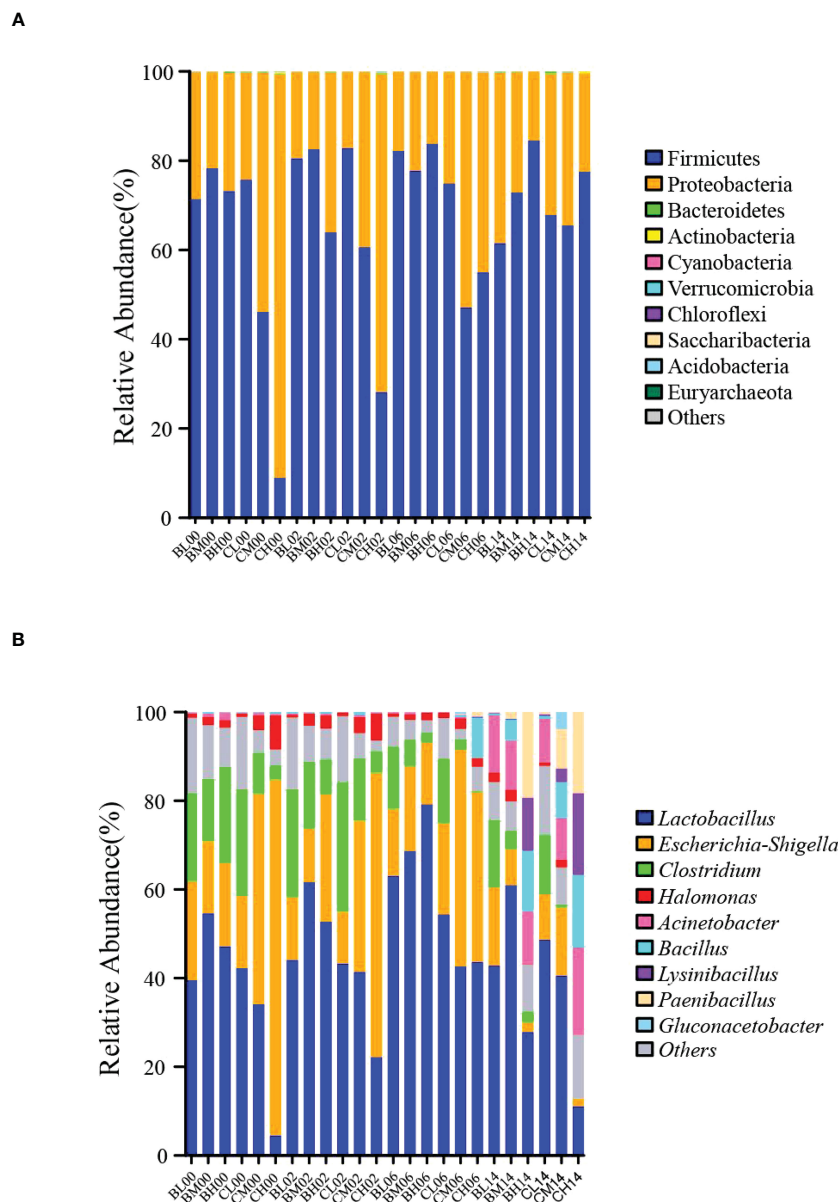 A
Relative Abundance(%)
100
80
60
40
20
0
BL00
BM00
BH00
CL00
CM00
CH00
BL02
BM02
BH02
CL02
CM02
CH02
BL06
BM06
BH06
CL06
CM06
CH06
BL14
BM14
BH14
CL14
CM14
CH14
Firmicutes
Proteobacteria
Bacteroidetes
Actinobacteria
Cyanobacteria
Verrucomicrobia
Chloroflexi
Saccharibacteria
Acidobacteria
Euryarchaeota
Others
B
Relative Abundance(%)
100
80
60
40
20
0
BL00
BM00
BH00
CL00
CM00
CH00
BL02
BM02
BH02
CL02
CM02
CH02
BL06
BM06
BH06
CL06
CM06
CH06
BL14
BM14
BH14
CL14
CM14
CH14
Lactobacillus
Escherichia-Shigella
Clostridium
Halomonas
Acinetobacter
Bacillus
Lysinibacillus
Paenibacillus
Gluconacetobacter
Others